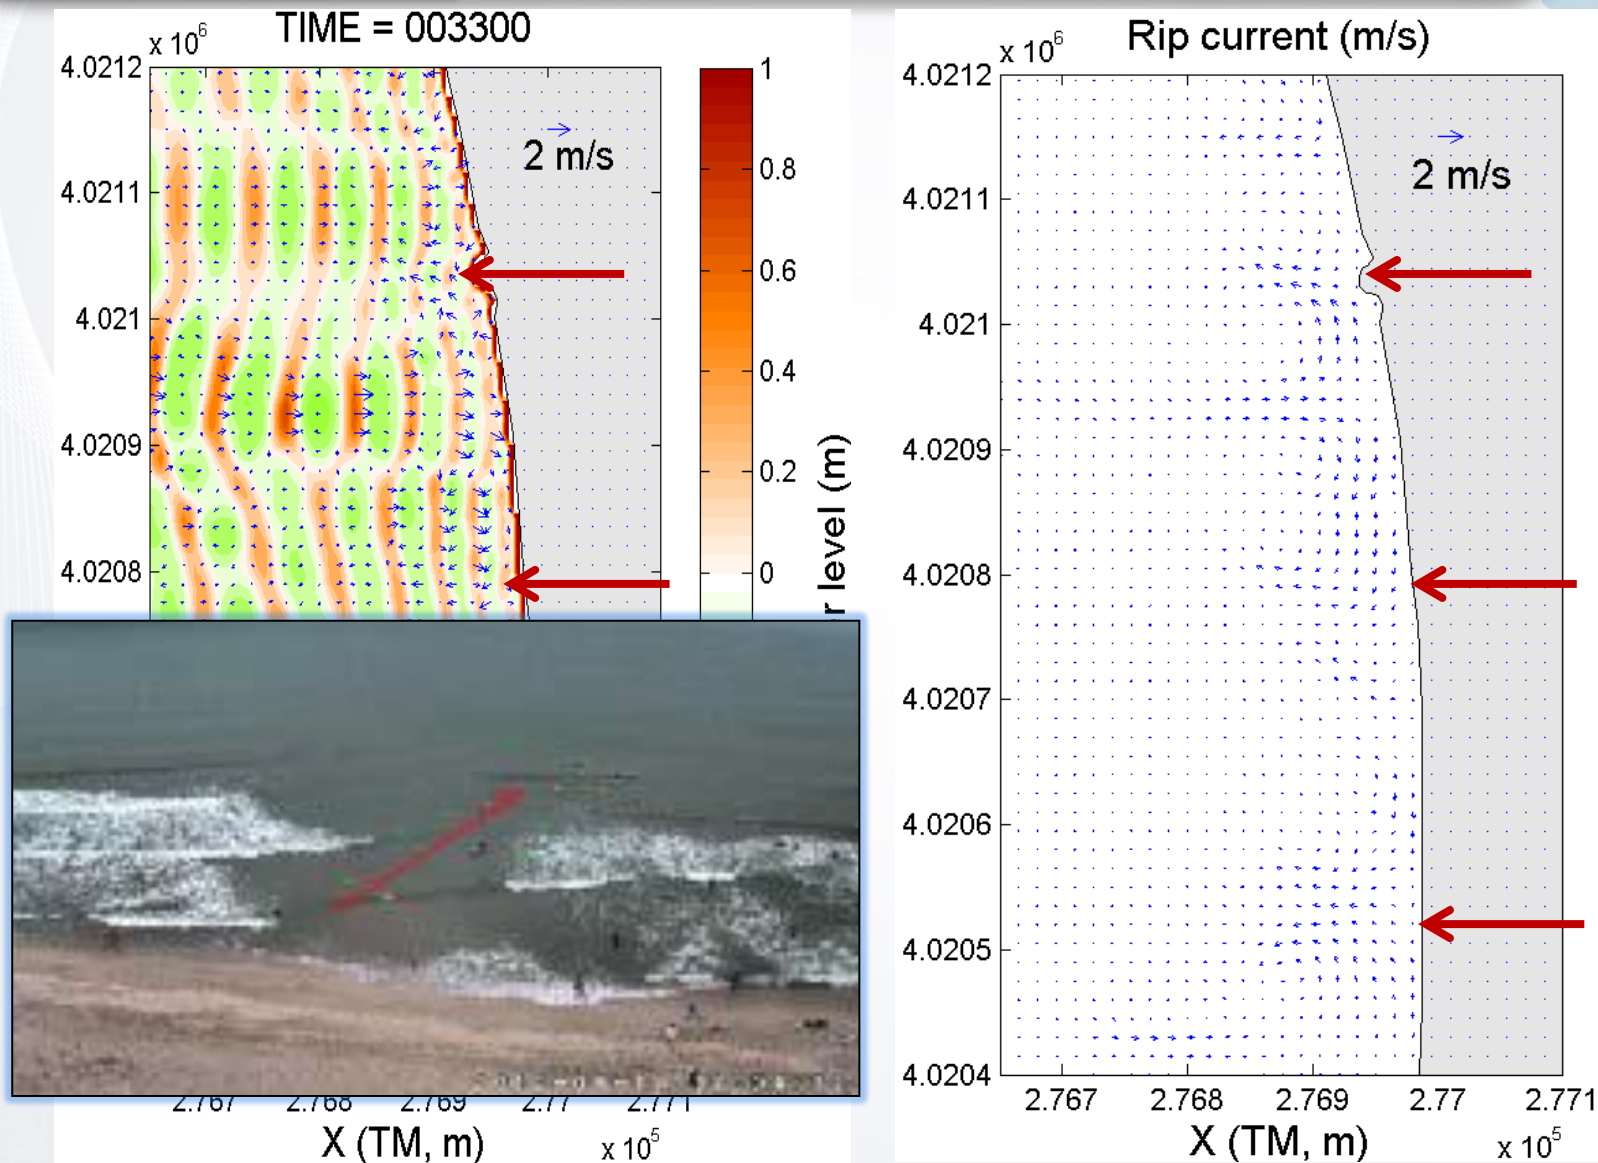 TIME = 003300
x 10^6
4.0212
4.0211
4.021
4.0209
4.0208
2 m/s
1
0.8
0.6
0.4
0.2
0
r level (m)
2.767 2.768 2.769 2.77 2.771
X (TM, m)
x 10^5
Rip current (m/s)
x 10^6
4.0212
4.0211
4.021
4.0209
4.0208
4.0207
4.0206
4.0205
4.0204
2 m/s
2.767 2.768 2.769 2.77 2.771
X (TM, m)
x 10^5